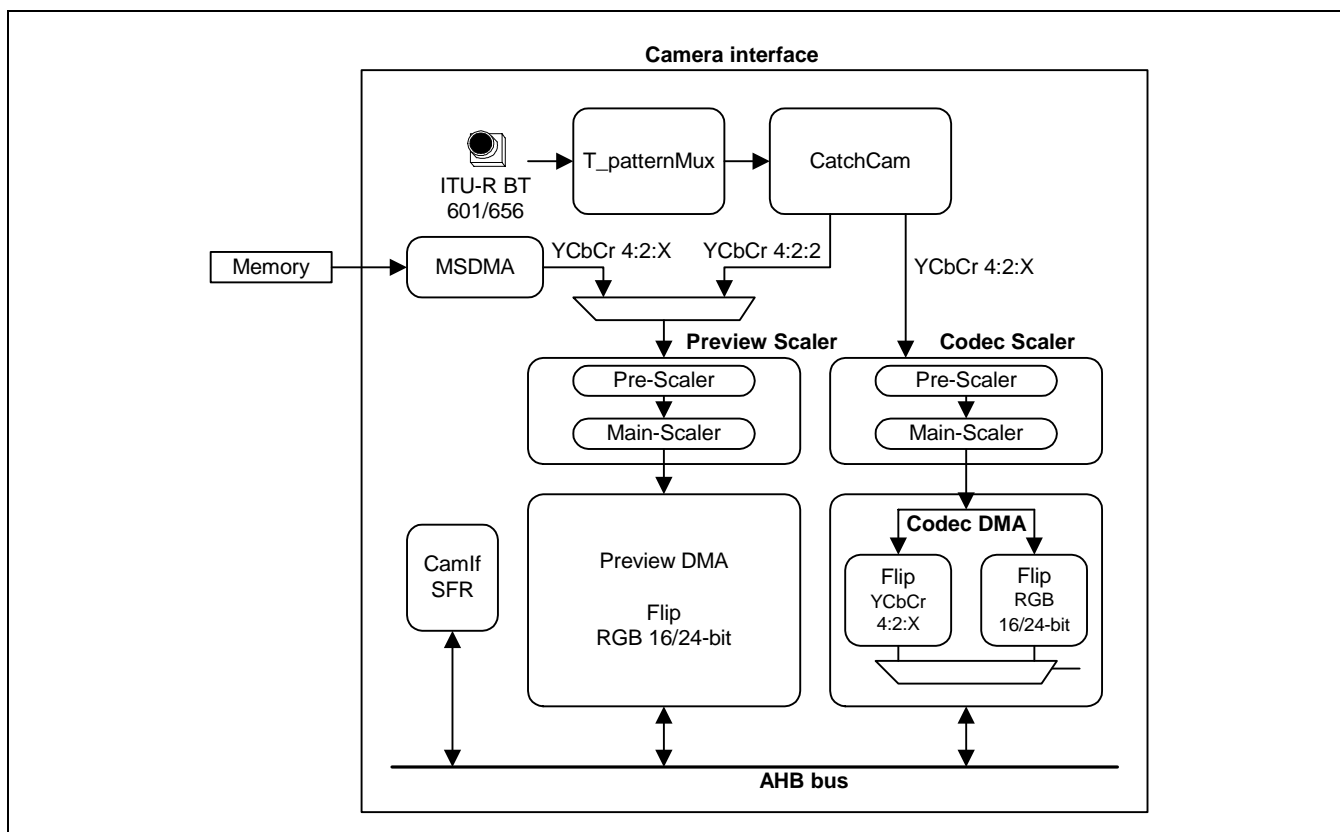 Camera interface
T_patternMux
CatchCam
ITU-R BT
601/656
YCbCr 4:2:X
YCbCr 4:2:2
Memory
MSDMA
YCbCr 4:2:X
Preview Scaler
Codec Scaler
Pre-Scaler
Pre-Scaler
Main-Scaler
Main-Scaler
Codec DMA
CamIf
SFR
Preview DMA
Flip
RGB 16/24-bit
Flip
YCbCr
4:2:X
Flip
RGB
16/24-bit
AHB bus